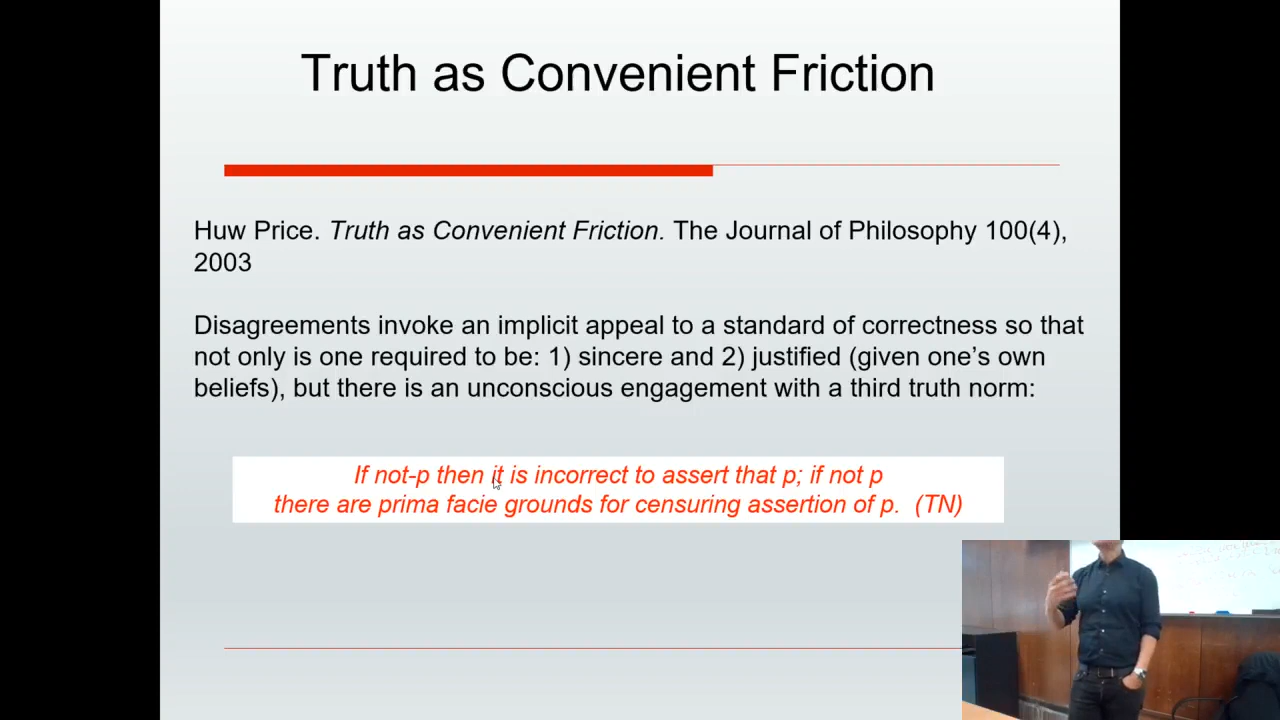 Truth as Convenient Friction
Huw Price. Truth as Convenient Friction. The Journal of Philosophy 100(4),
2003
Disagreements invoke an implicit appeal to a standard of correctness so that
not only is one required to be: 1) sincere and 2) justified (given one’s own
beliefs), but there is an unconscious engagement with a third truth norm:
If not-p then it is incorrect to assert that p; if not p
there are prima facie grounds for censuring assertion of p. (TN)